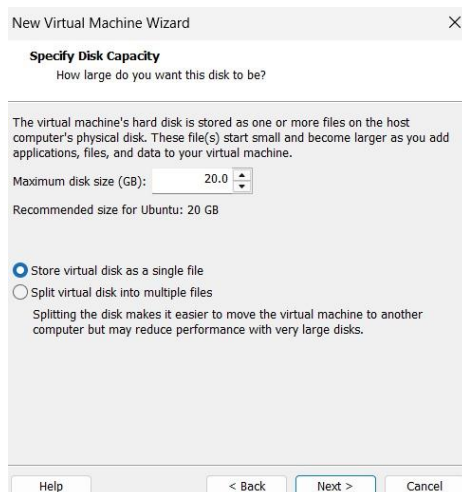 New Virtual Machine Wizard
Specify Disk Capacity
How large do you want this disk to be?
The virtual machine's hard disk is stored as one or more files on the host
computer's physical disk. These file(s) start small and become larger as you add
applications, files, and data to your virtual machine.
Maximum disk size (GB): 20.0
Recommended size for Ubuntu: 20 GB
Store virtual disk as a single file
Split virtual disk into multiple files
Splitting the disk makes it easier to move the virtual machine to another
computer but may reduce performance with very large disks.
Help < Back Next > Cancel